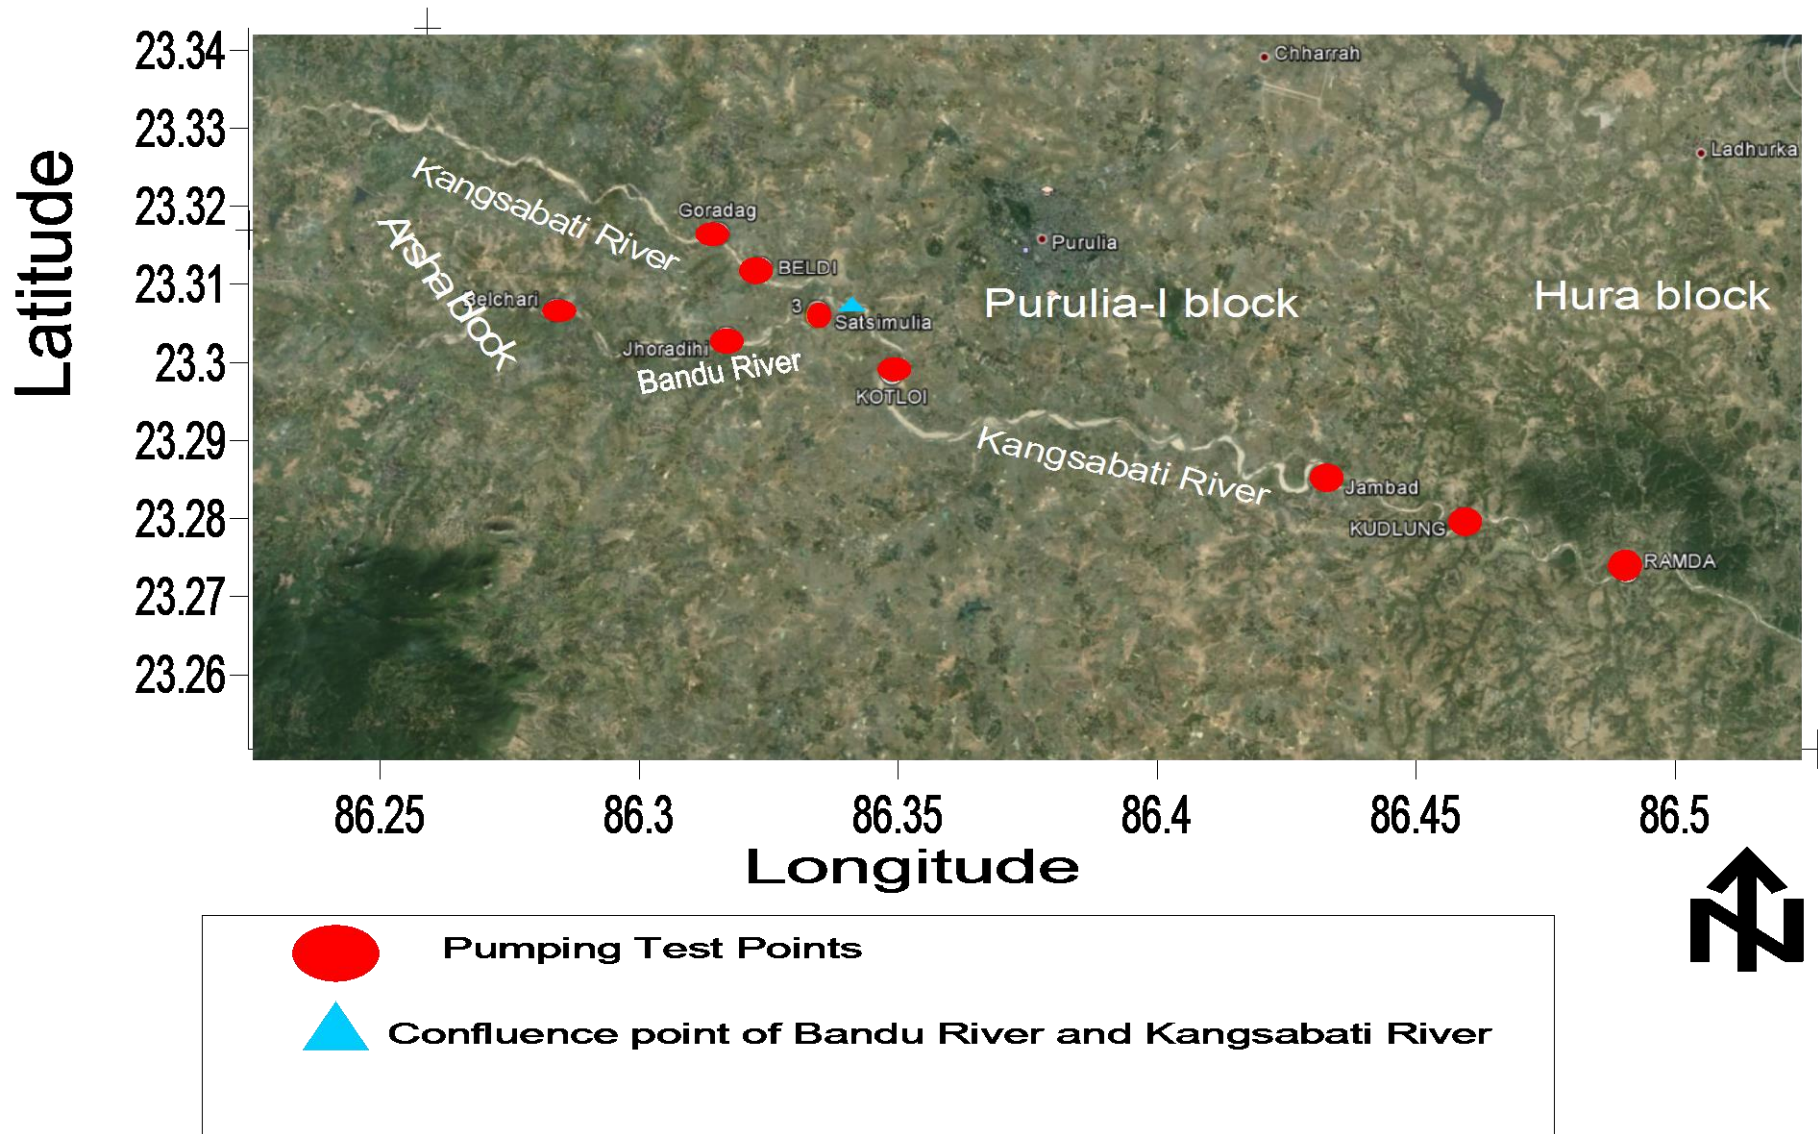 Latitude
23.34
23.33
23.32
23.31
23.3
23.29
23.28
23.27
23.26
Chharrah
Ladhurka
Kangsabati River
Goradag
Arsha block
Purulia
BELDI
Belchari
3
Satsimulia
Purulia-I block
Hura block
Jhoradihi
Bandu River
KOTLOI
Kangsabati River
Jambad
KUDLUNG
RAMDA
86.25
86.3
86.35
86.4
86.45
86.5
Longitude
N
Pumping Test Points
Confluence point of Bandu River and Kangsabati River